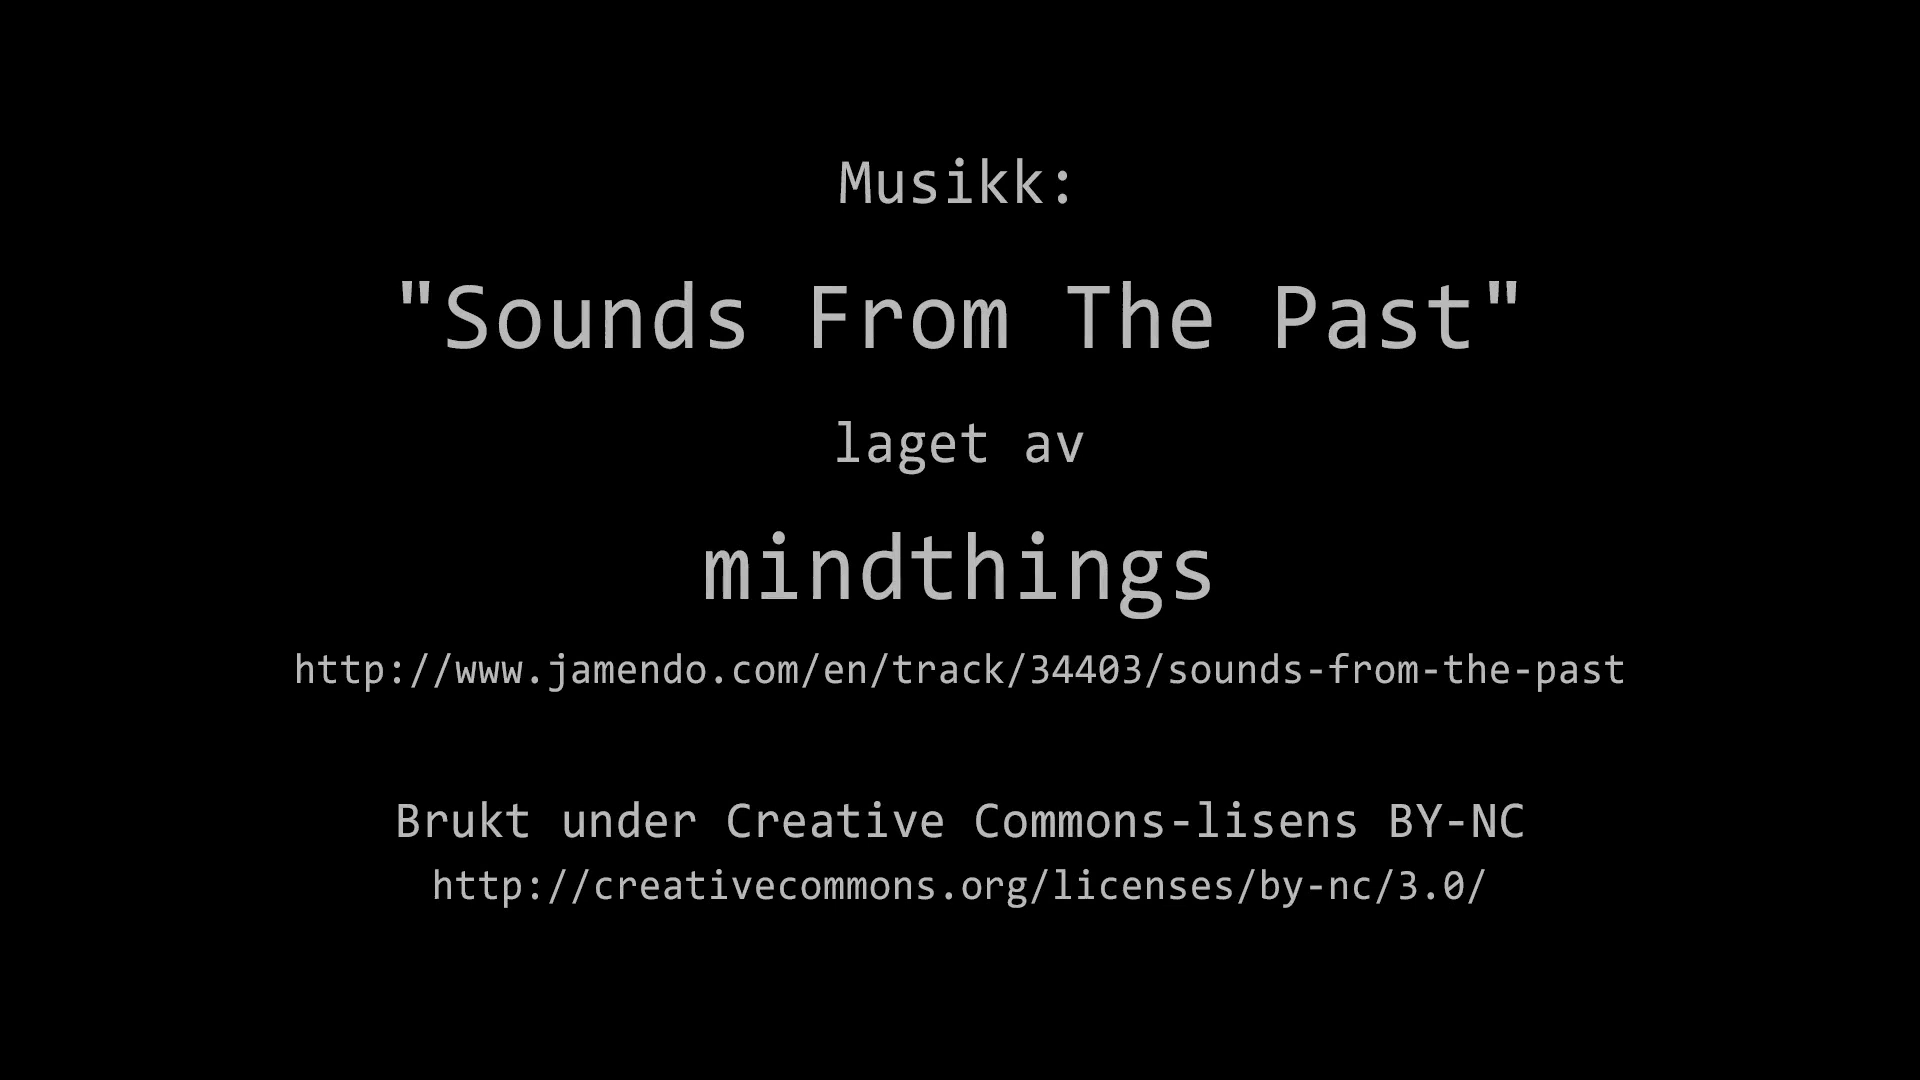 Musikk:
"Sounds From The Past"
laget av
mindthings
http://www.jamendo.com/en/track/34403/sounds-from-the-past
Brukt under Creative Commons-lisens BY-NC
http://creativecommons.org/licenses/by-nc/3.0/